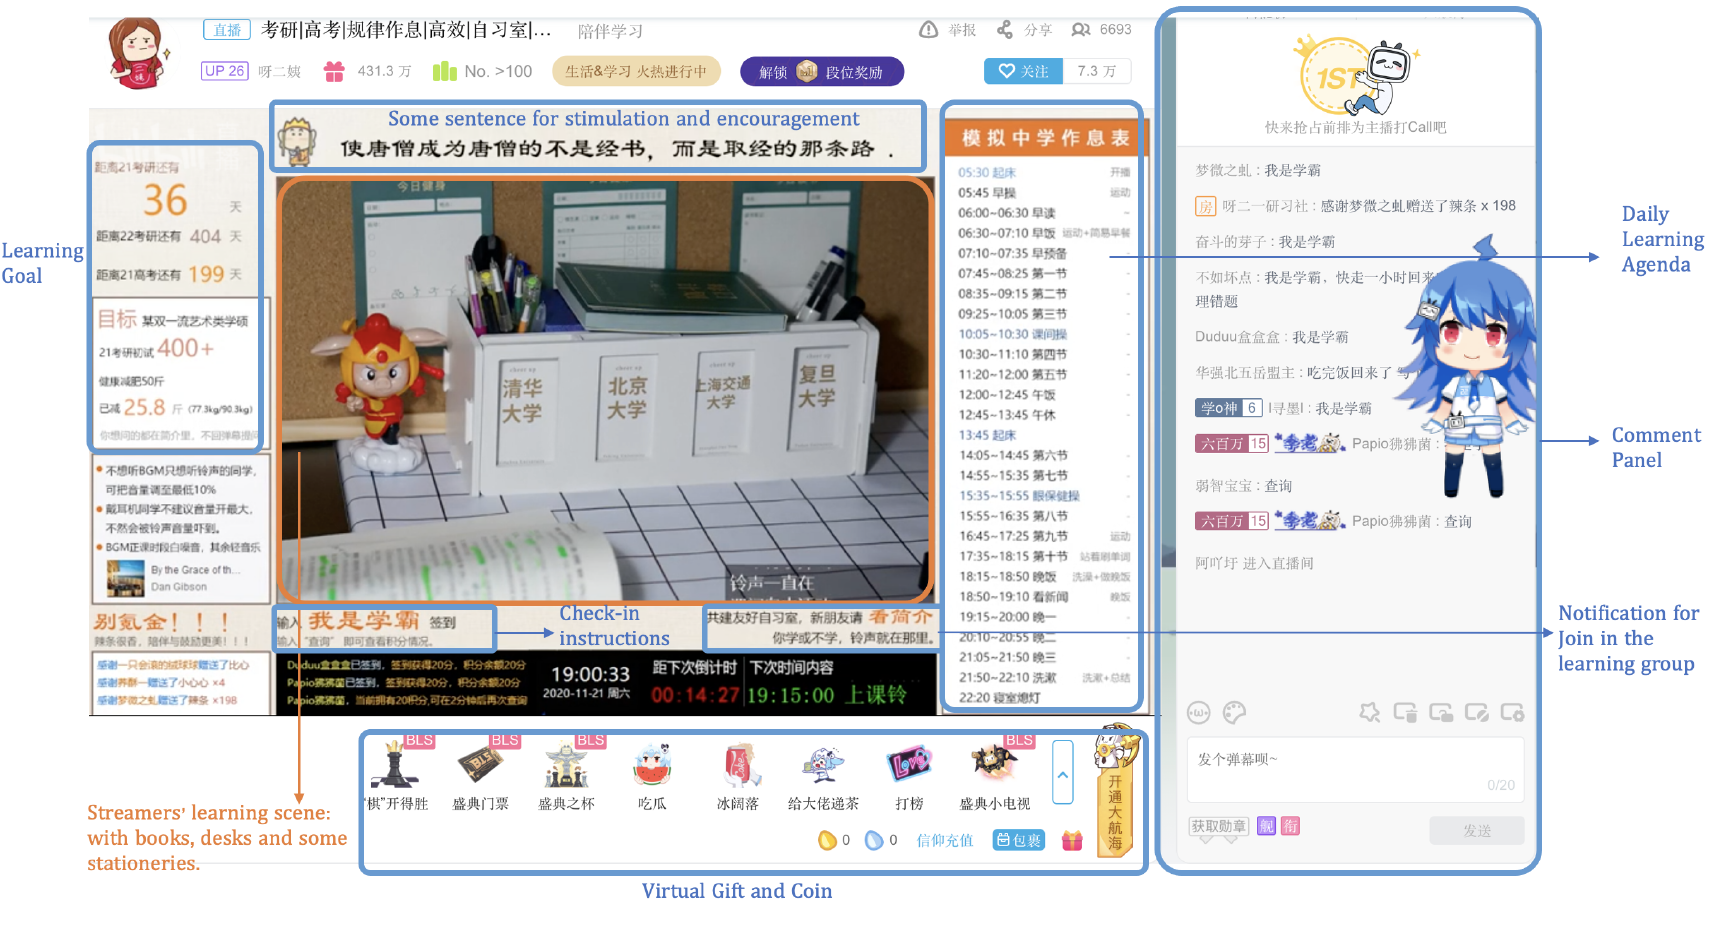 直播 考研|高考|规律作息|高效|自习室|... 陪伴学习
举报 分享 6693
UP 26 呀二姨 431.3 万 No. >100 生活&学习 火热进行中 解锁 段位奖励
关注 7.3 万
Some sentence for stimulation and encouragement
使唐僧成为唐僧的不是经书，而是取经的那条路．
Learning
Goal
距离21考研还有
36 天
距离22考研还有 404 天
距离21高考还有 199 天
目标 某双一流艺术类学硕
21考研初试 400+
健康减肥50斤
已减 25.8 斤 (77.3kg/90.3kg)
你想问的都在简介里，不回弹幕提问
不想听BGM只想听铃声的同学，
可把音量调至最低10%
戴耳机同学不建议音量开最大，
不然会被铃声音量吓到。
BGM正课时段白噪音，其余轻音乐
By the Grace of th...
Dan Gibson
别氪金！！！
辣条很香，陪伴与鼓励更美！！！
感谢一只会滚的绒球球赠送了比心
感谢养群一赠送了小心心 ×4
感谢梦微之虬赠送了辣条 ×198
今日健身
cheer up
清华
大学
cheer up
北京
大学
cheer up
上海交通
大学
cheer up
复旦
大学
铃声一直在
输入 我是学霸 签到
输入 "查询" 即可查看积分情况。
Check-in
instructions
共建友好自习室，新朋友请 看简介
你学或不学，铃声就在那里。
Duduu盒盒盒已签到，签到获得20分，积分余额20分
Papio狒狒菌已签到，签到获得20分，积分余额20分
Papio狒狒菌，当前拥有20积分,可在2分钟后再次查询
19:00:33
2020-11-21 周六
距下次倒计时 下次时间内容
00:14:27 19:15:00 上课铃
模拟中学作息表
05:30 起床 开播
05:45 早操 运动
06:00~06:30 早读 ~
06:30~07:10 早饭 运动+简易早餐
07:10~07:35 早预备
07:45~08:25 第一节 -
08:35~09:15 第二节 -
09:25~10:05 第三节 -
10:05~10:30 课间操 -
10:30~11:10 第四节 -
11:20~12:00 第五节 -
12:00~12:45 午饭 -
12:45~13:45 午休 -
13:45 起床 -
14:05~14:45 第六节 -
14:55~15:35 第七节 -
15:35~15:55 眼保健操 -
15:55~16:35 第八节 -
16:45~17:25 第九节 运动
17:35~18:15 第十节 站着刷单词
18:15~18:50 晚饭 洗澡+做晚饭
18:50~19:10 看新闻 晚饭
19:15~20:00 晚一 -
20:10~20:55 晚二 -
21:05~21:50 晚三 -
21:50~22:10 洗漱 洗漱+总结
22:20 寝室熄灯
1ST
快来抢占前排为主播打Call吧
梦微之虬 : 我是学霸
房 呀二一研习社 : 感谢梦微之虬赠送了辣条 x 198
奋斗的芽子 : 我是学霸
不如坏点 : 我是学霸，快走一小时回来
理错题
Duduu盒盒盒 : 我是学霸
华强北五岳盟主 : 吃完饭回来了
学o神 6 I寻墨I : 我是学霸
六百万 15 Papio狒狒菌 :
弱智宝宝 : 查询
六百万 15 Papio狒狒菌 : 查询
阿吖圩 进入直播间
发个弹幕呗~
0/20
获取勋章 舰 衔
发送
Daily
Learning
Agenda
Comment
Panel
Notification for
Join in the
learning group
Streamers' learning scene:
with books, desks and some
stationeries.
BLS BLS BLS BLS
"棋"开得胜 盛典门票 盛典之杯 吃瓜 冰阔落 给大佬递茶 打榜 盛典小电视
0 0 信仰充值 包裹
开通大航海
Virtual Gift and Coin